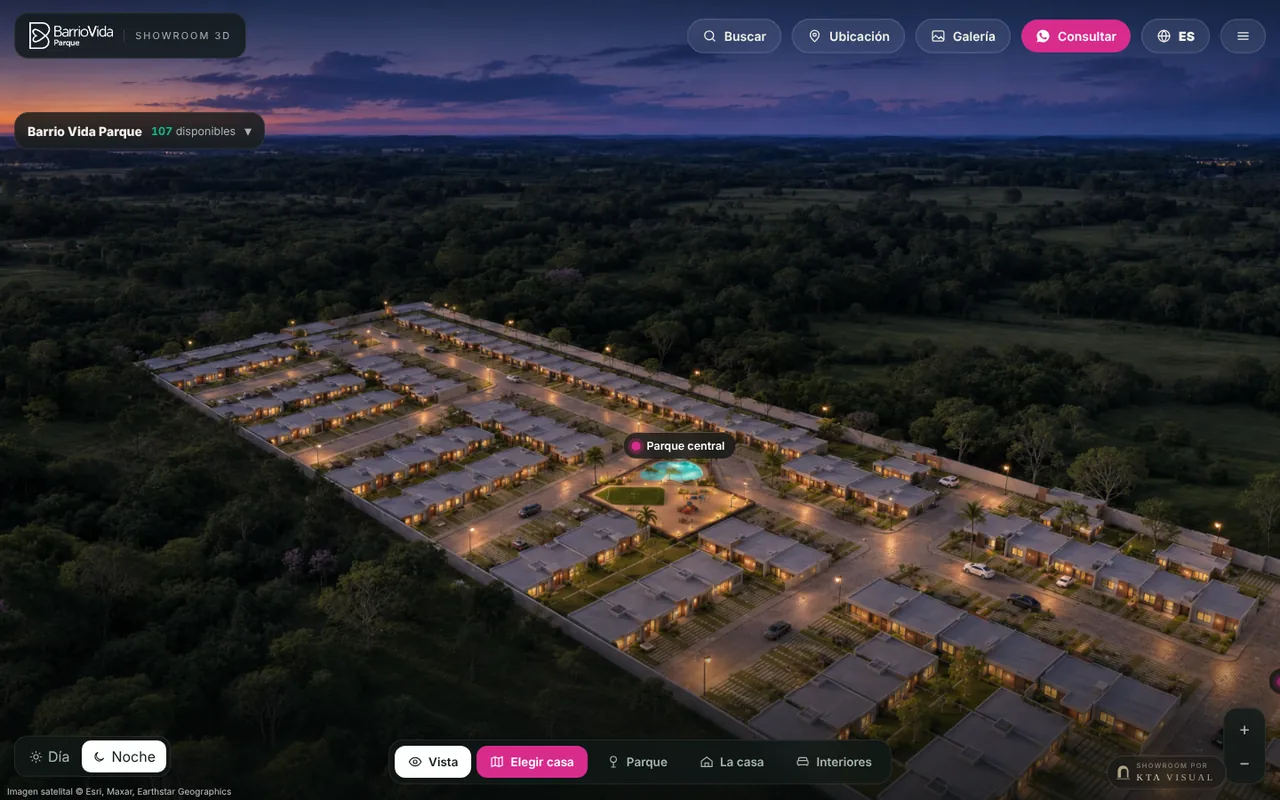 BarrioVida
Parque
SHOWROOM 3D
Buscar
Ubicación
Galería
Consultar
ES
Barrio Vida Parque 107 disponibles ▼
Parque central
Día
Noche
Vista
Elegir casa
Parque
La casa
Interiores
+
−
SHOWROOM POR
KTA VISUAL
Imagen satelital © Esri, Maxar, Earthstar Geographics